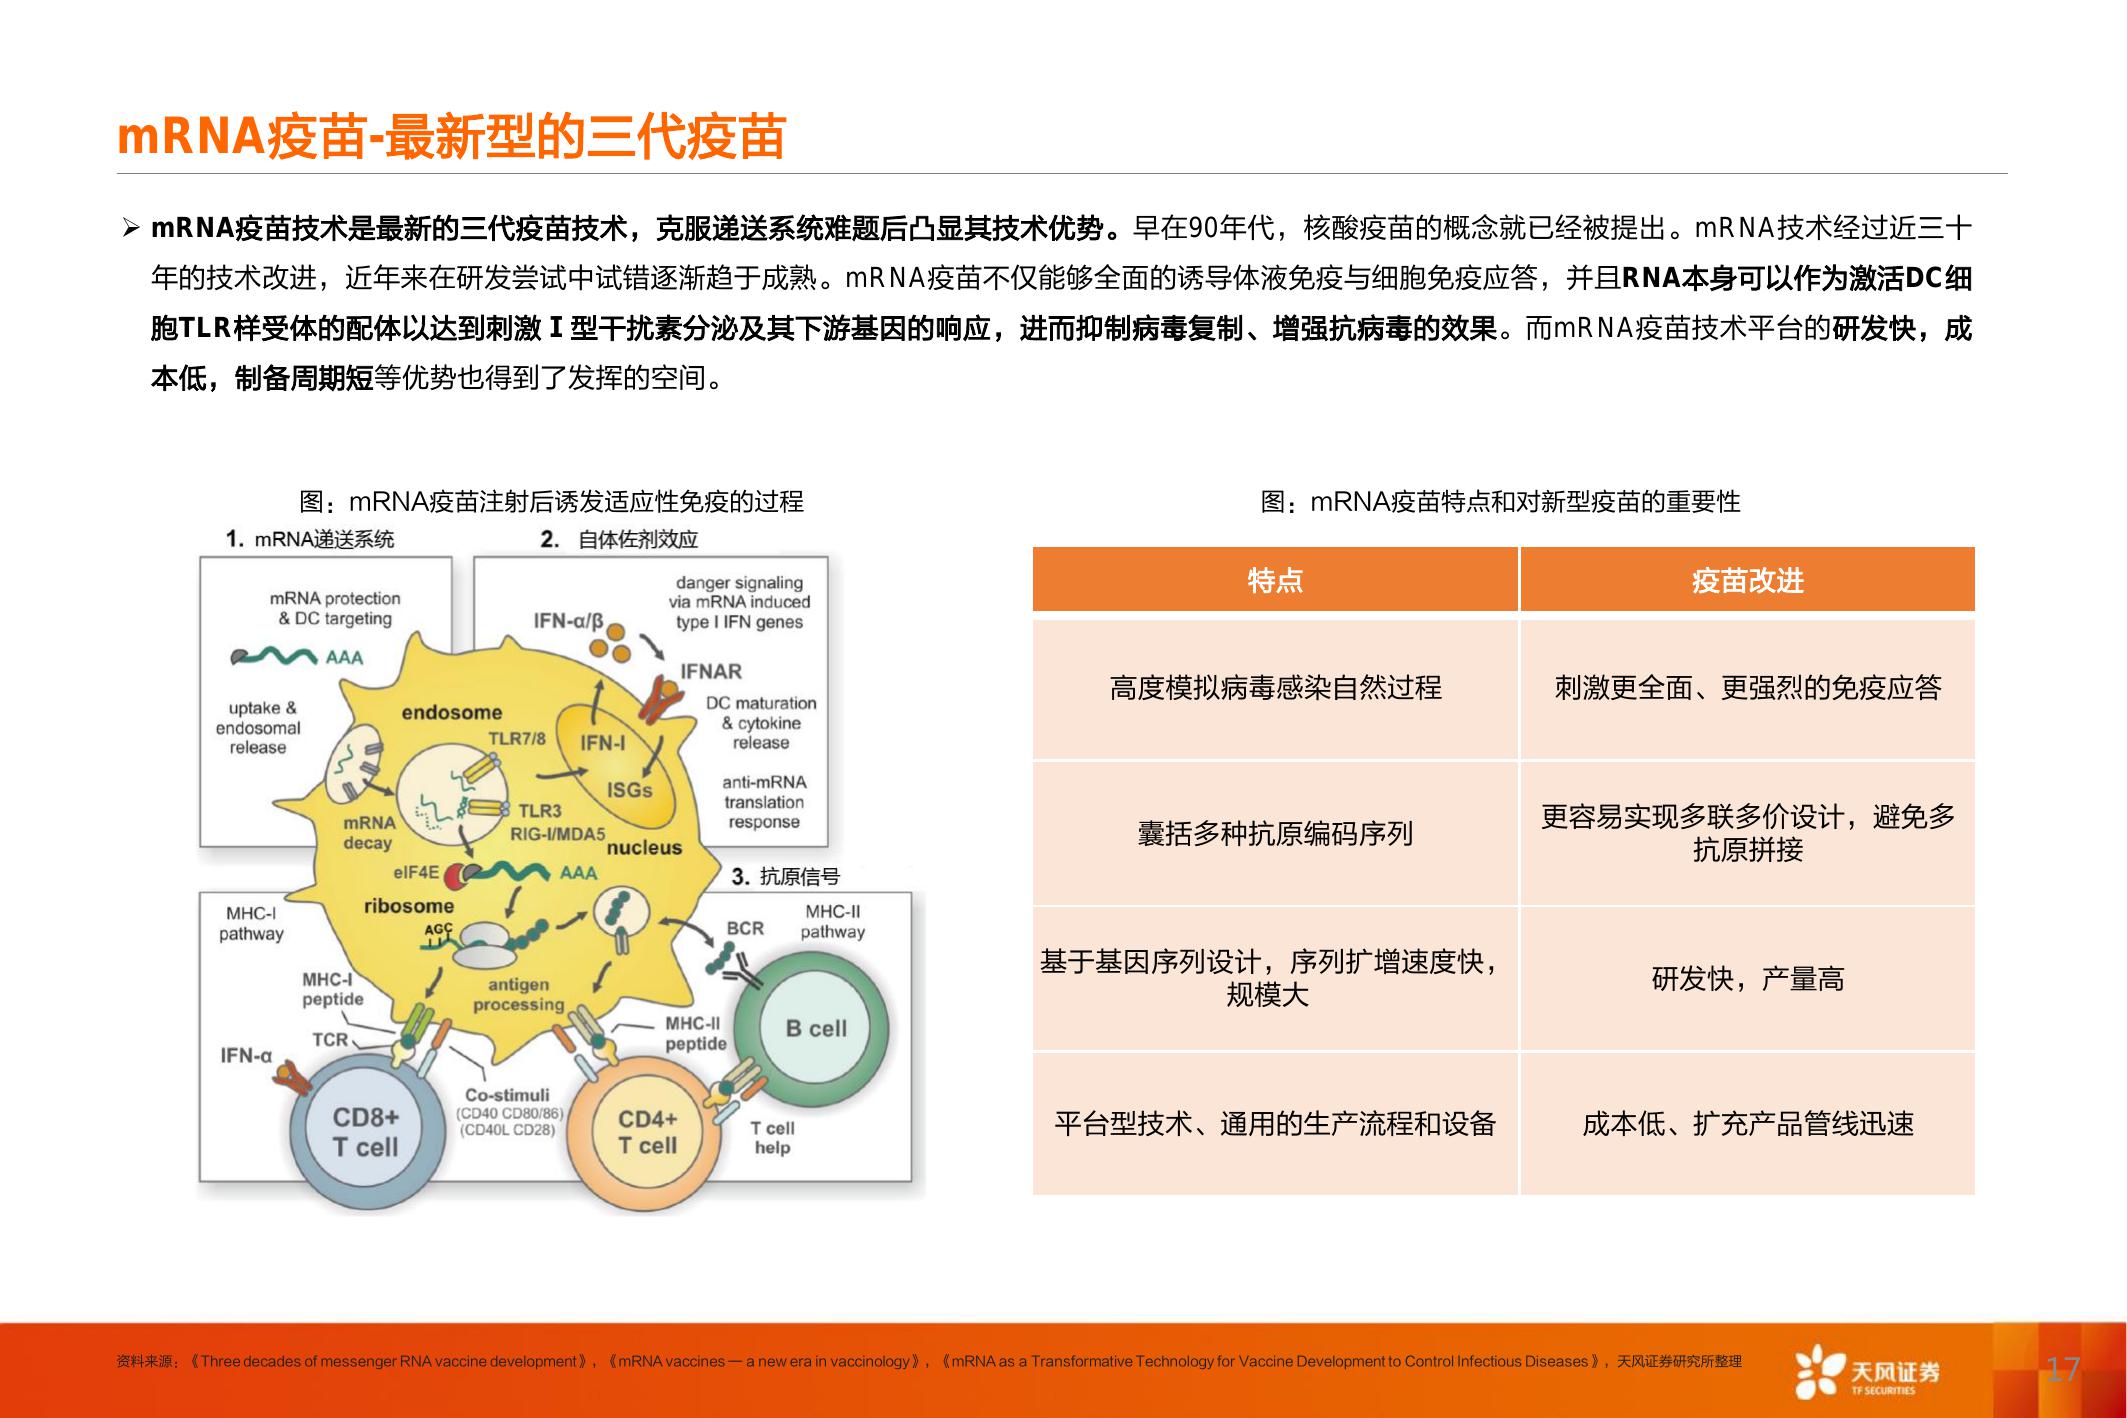 mRNA疫苗-最新型的三代疫苗
➢ mRNA疫苗技术是最新的三代疫苗技术，克服递送系统难题后凸显其技术优势。早在90年代，核酸疫苗的概念就已经被提出。mRNA技术经过近三十
年的技术改进，近年来在研发尝试中试错逐渐趋于成熟。mRNA疫苗不仅能够全面的诱导体液免疫与细胞免疫应答，并且RNA本身可以作为激活DC细
胞TLR样受体的配体以达到刺激Ⅰ型干扰素分泌及其下游基因的响应，进而抑制病毒复制、增强抗病毒的效果。而mRNA疫苗技术平台的研发快，成
本低，制备周期短等优势也得到了发挥的空间。
图：mRNA疫苗注射后诱发适应性免疫的过程
1. mRNA递送系统
2. 自体佐剂效应
mRNA protection
& DC targeting
AAA
uptake &
endosomal
release
danger signaling
via mRNA induced
type I IFN genes
IFN-α/β
IFNAR
DC maturation
& cytokine
release
anti-mRNA
translation
response
endosome
TLR7/8
IFN-I
ISGs
TLR3
RIG-I/MDA5
nucleus
mRNA
decay
eIF4E
AAA
3. 抗原信号
ribosome
AGC
MHC-I
pathway
MHC-II
pathway
BCR
MHC-I
peptide
antigen
processing
TCR
MHC-II
peptide
B cell
IFN-α
Co-stimuli
(CD40 CD80/86)
(CD40L CD28)
CD8+
T cell
CD4+
T cell
T cell
help
图：mRNA疫苗特点和对新型疫苗的重要性
特点
疫苗改进
高度模拟病毒感染自然过程
刺激更全面、更强烈的免疫应答
囊括多种抗原编码序列
更容易实现多联多价设计，避免多
抗原拼接
基于基因序列设计，序列扩增速度快，
规模大
研发快，产量高
平台型技术、通用的生产流程和设备
成本低、扩充产品管线迅速
资料来源：《Three decades of messenger RNA vaccine development》，《mRNA vaccines — a new era in vaccinology》，《mRNA as a Transformative Technology for Vaccine Development to Control Infectious Diseases》，天风证券研究所整理
天风证券
TF SECURITIES
17